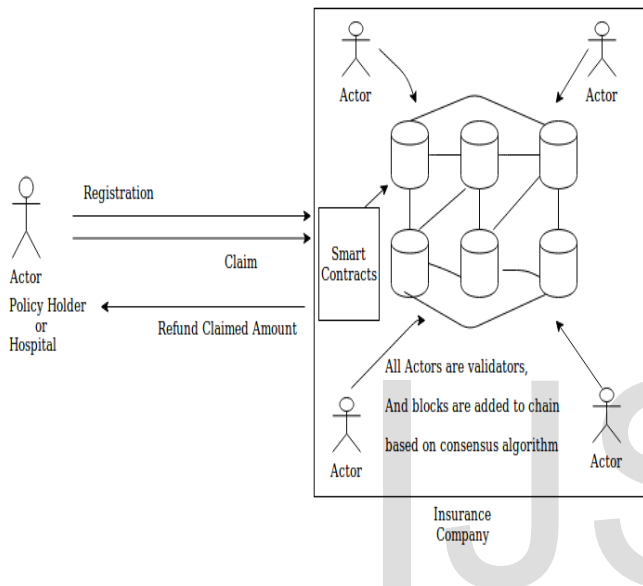 Actor
Actor
Registration
Claim
Actor
Policy Holder
or
Hospital
Refund Claimed Amount
Smart
Contracts
All Actors are validators,
And blocks are added to chain
based on consensus algorithm
Actor
Actor
Insurance
Company
IJS